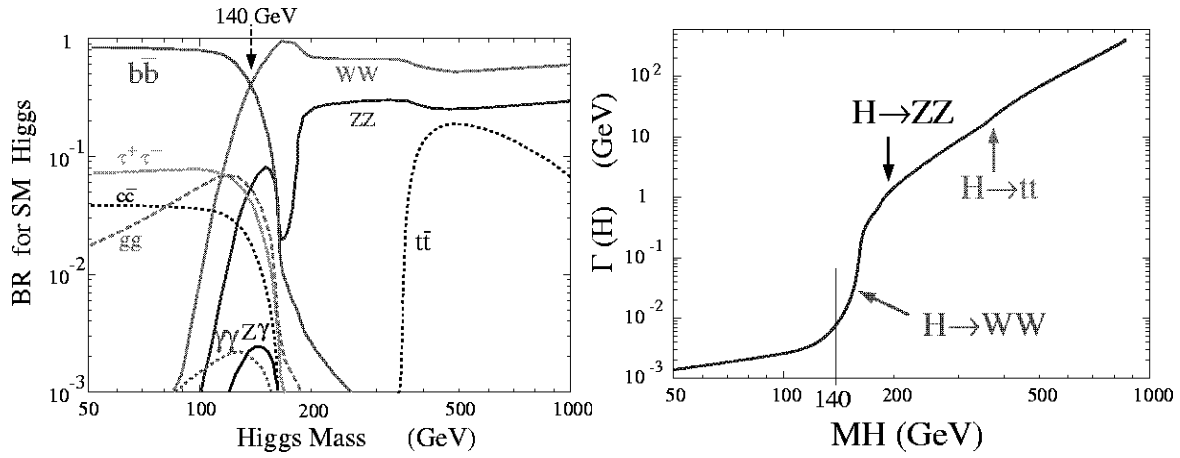 140 GeV
1
10⁻¹
10⁻²
10⁻³
BR for SM Higgs
bb̄
WW
ZZ
τ⁺τ⁻
cc̄
gg
tt̄
γγ
Zγ
50
100
200
500
1000
Higgs Mass (GeV)
10²
10
1
10⁻¹
10⁻²
10⁻³
Γ (H) (GeV)
H→ZZ
H→tt
H→WW
50
100
140
200
500
1000
MH (GeV)